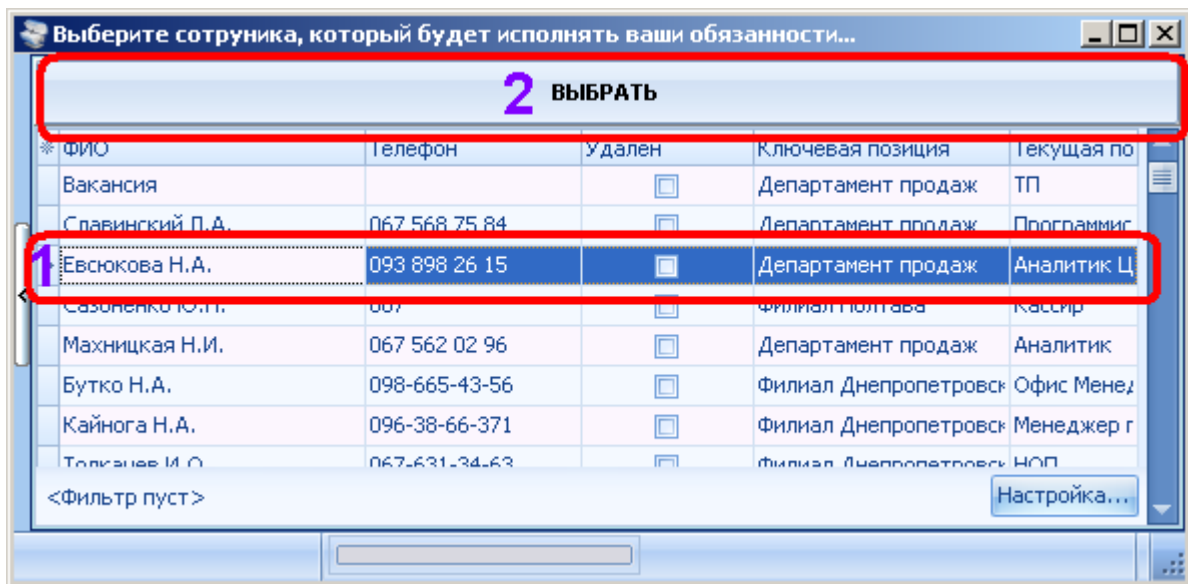 Выберите сотруника, который будет исполнять ваши обязанности...
2 ВЫБРАТЬ
ФИО Телефон Удален Ключевая позиция Текущая по
Вакансия Департамент продаж ТП
Славинский П.А. 067 568 75 84 Департамент продаж Программис
1 Евсюкова Н.А. 093 898 26 15 Департамент продаж Аналитик Ц
067 Филиал Полтава Кассир
Махницкая Н.И. 067 562 02 96 Департамент продаж Аналитик
Бутко Н.А. 098-665-43-56 Филиал Днепропетровск Офис Менед
Кайнога Н.А. 096-38-66-371 Филиал Днепропетровск Менеджер г
Толкачев И.О. 067-631-34-63 Филиал Днепропетровск НОП
<Фильтр пуст> Настройка...